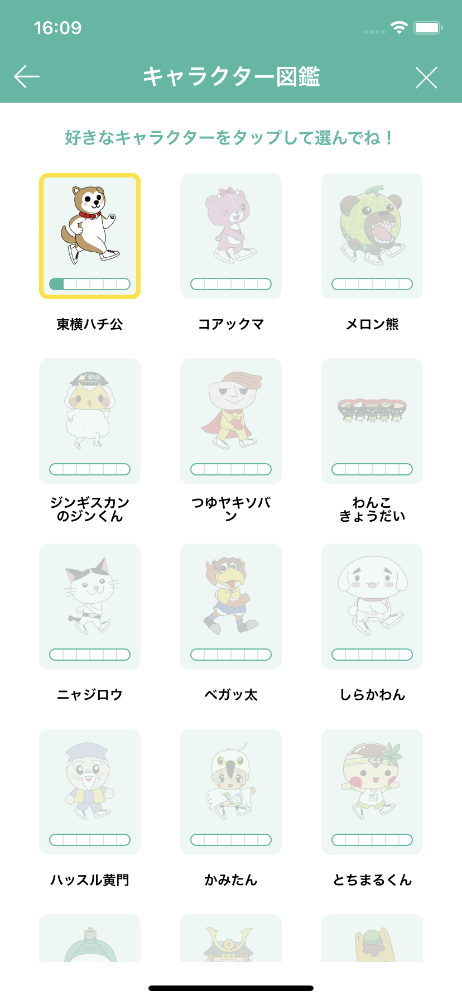 16:09
キャラクター図鑑
好きなキャラクターをタップして選んでね！
東横ハチ公
コアックマ
メロン熊
ジンギスカン
のジンくん
つゆヤキソバ
ン
わんこ
きょうだい
ニャジロウ
ベガッ太
しらかわん
とちぎ
ハッスル黄門
かみたん
とちまるくん